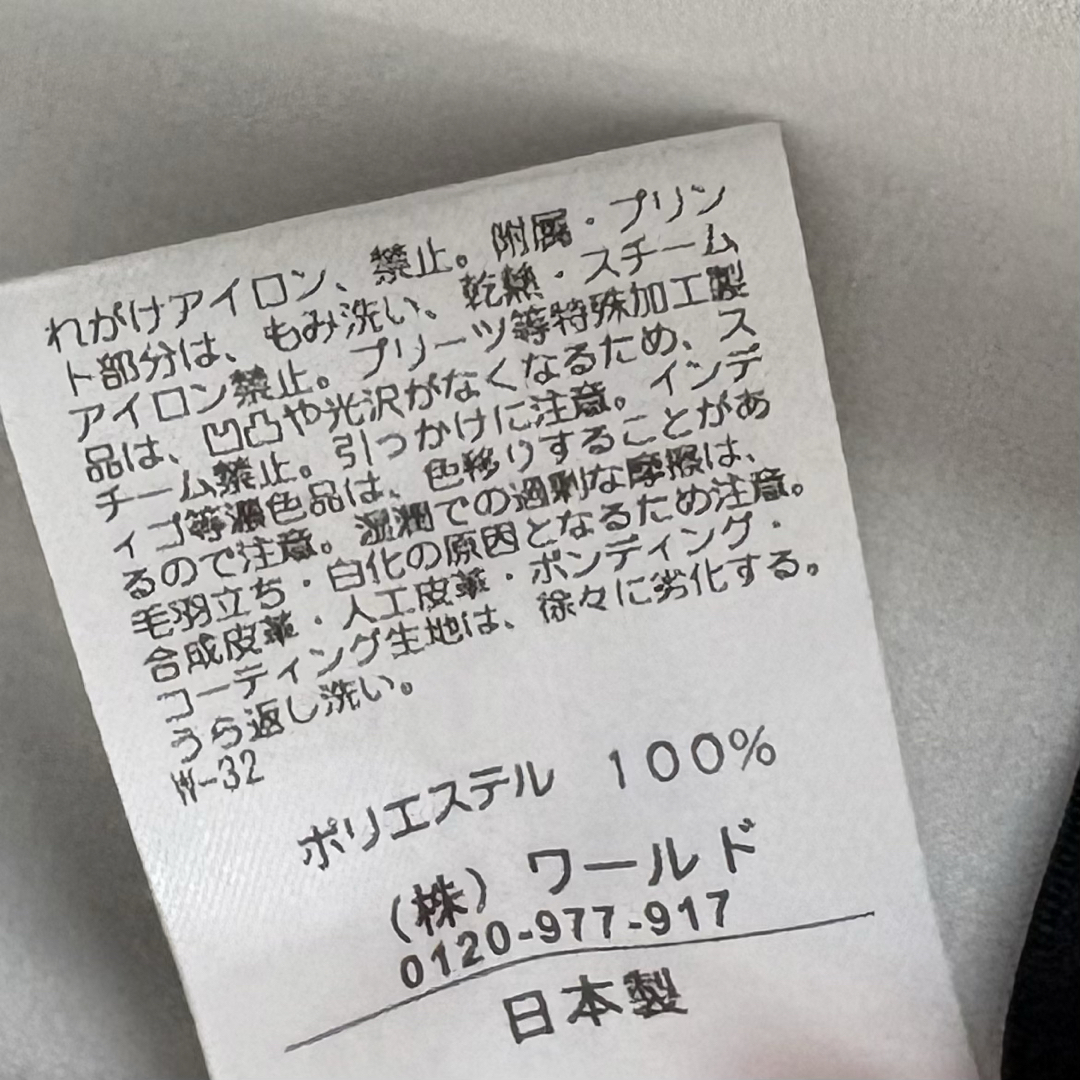 れがけアイロン、禁止。附属・プリン
ト部分は、もみ洗い、乾熱・スチーム
アイロン禁止。プリーツ等特殊加工製
品は、凹凸や光沢がなくなるため、ス
チーム禁止。引っかけに注意。インデ
ィゴ等濃色品は、色移りすることがあ
るので注意。湿潤での過剰な摩擦は、
毛羽立ち・白化の原因となるため注意。
合成皮革・人工皮革・ボンディング・
コーティング生地は、徐々に劣化する。
うら返し洗い。
W-32
ポリエステル 100%
(株) ワールド
0120-977-917
日本製